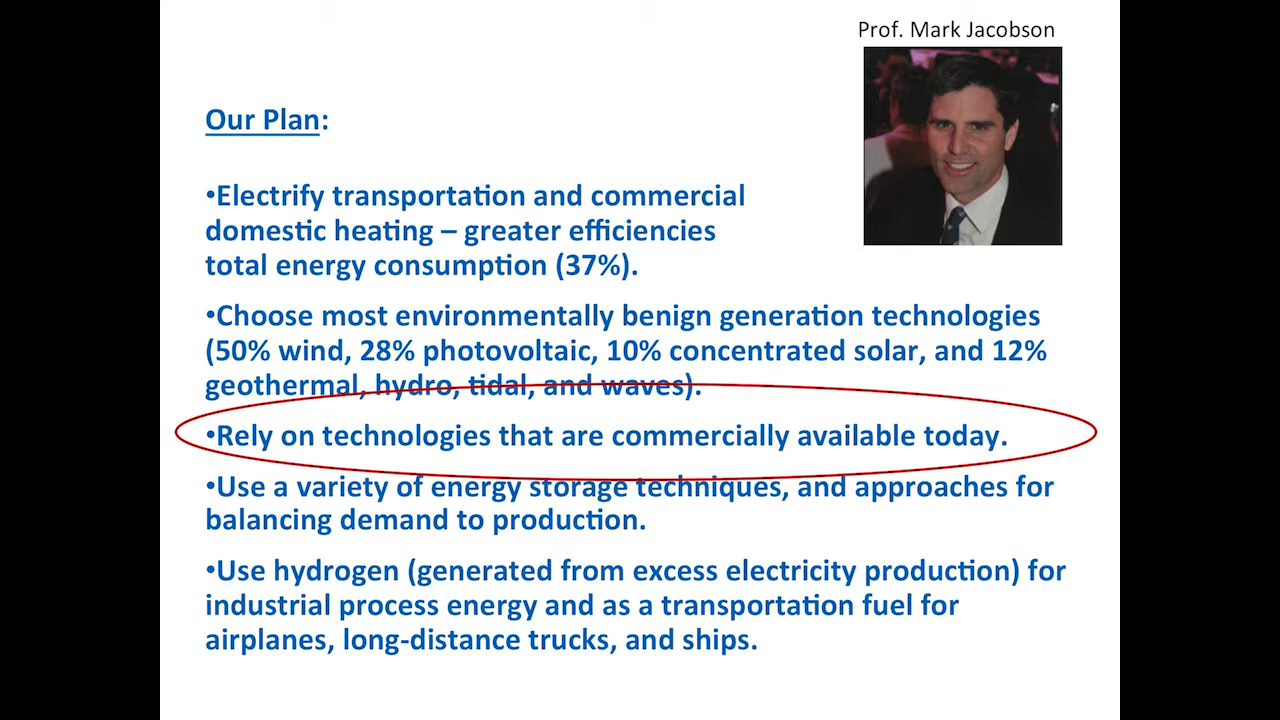 Prof. Mark Jacobson
Our Plan:
•Electrify transportation and commercial
domestic heating – greater efficiencies
total energy consumption (37%).
•Choose most environmentally benign generation technologies
(50% wind, 28% photovoltaic, 10% concentrated solar, and 12%
geothermal, hydro, tidal, and waves).
•Rely on technologies that are commercially available today.
•Use a variety of energy storage techniques, and approaches for
balancing demand to production.
•Use hydrogen (generated from excess electricity production) for
industrial process energy and as a transportation fuel for
airplanes, long-distance trucks, and ships.